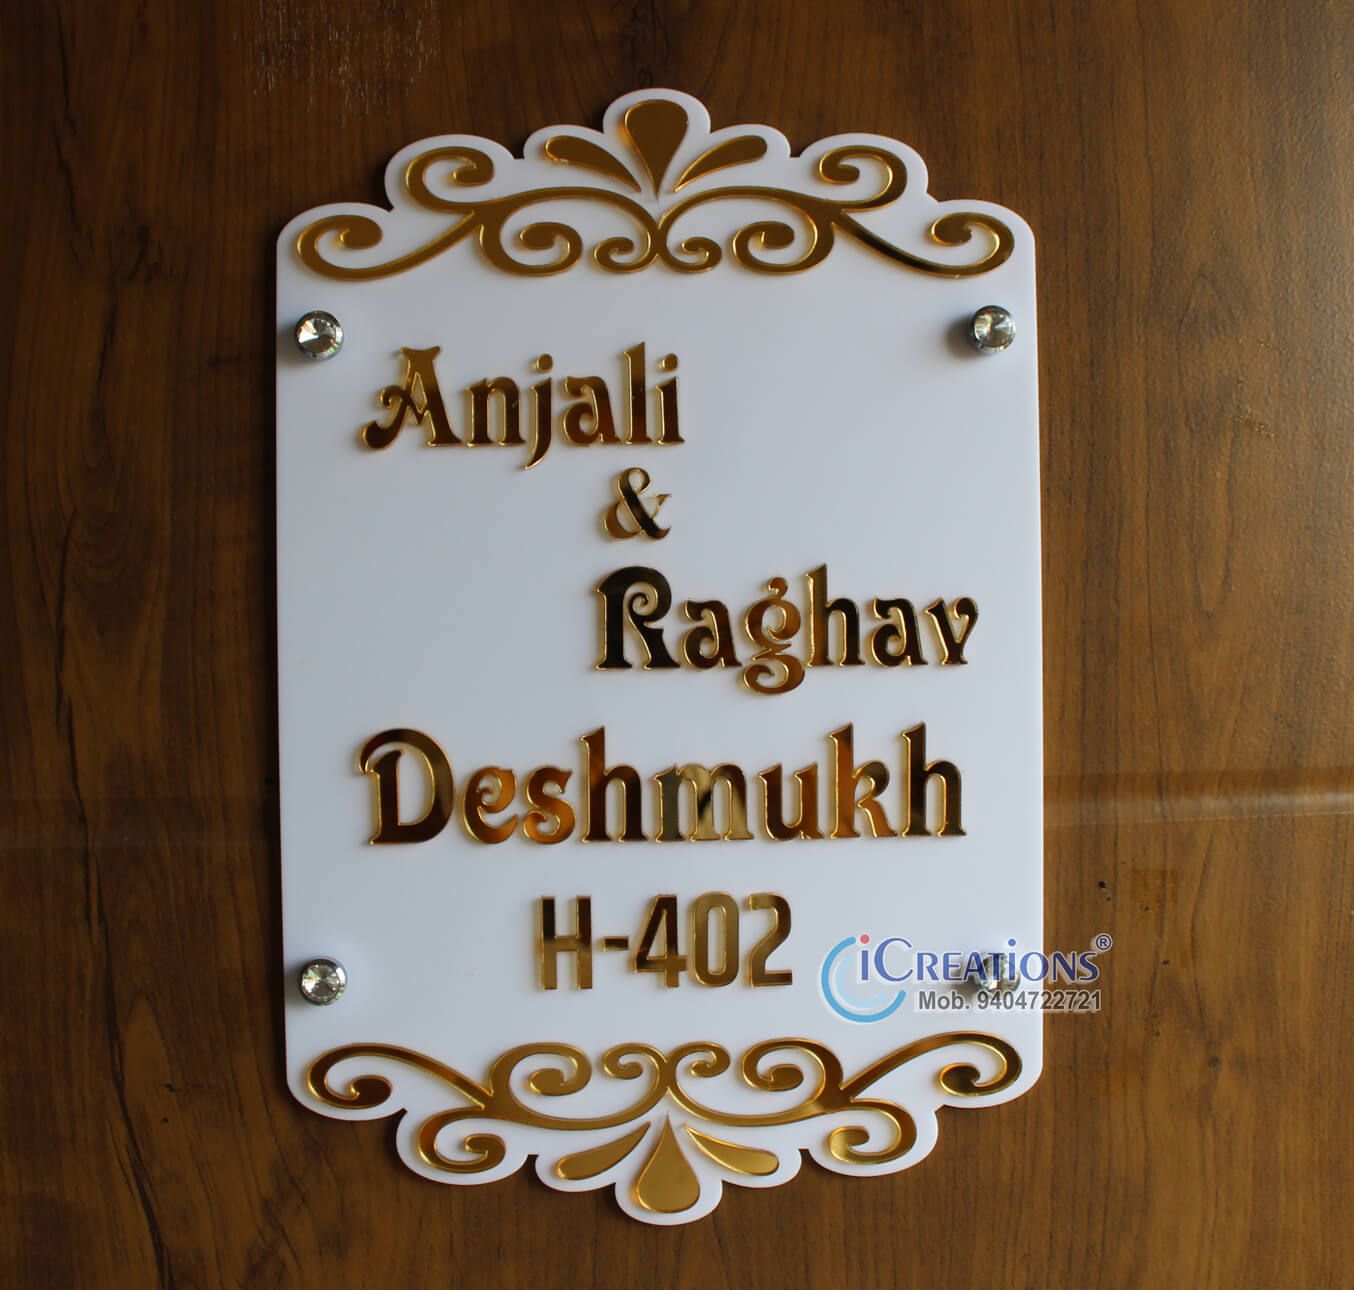 Anjali
&
Raghav
Deshmukh
H-402
iCREATIONS®
Mob. 9404722721